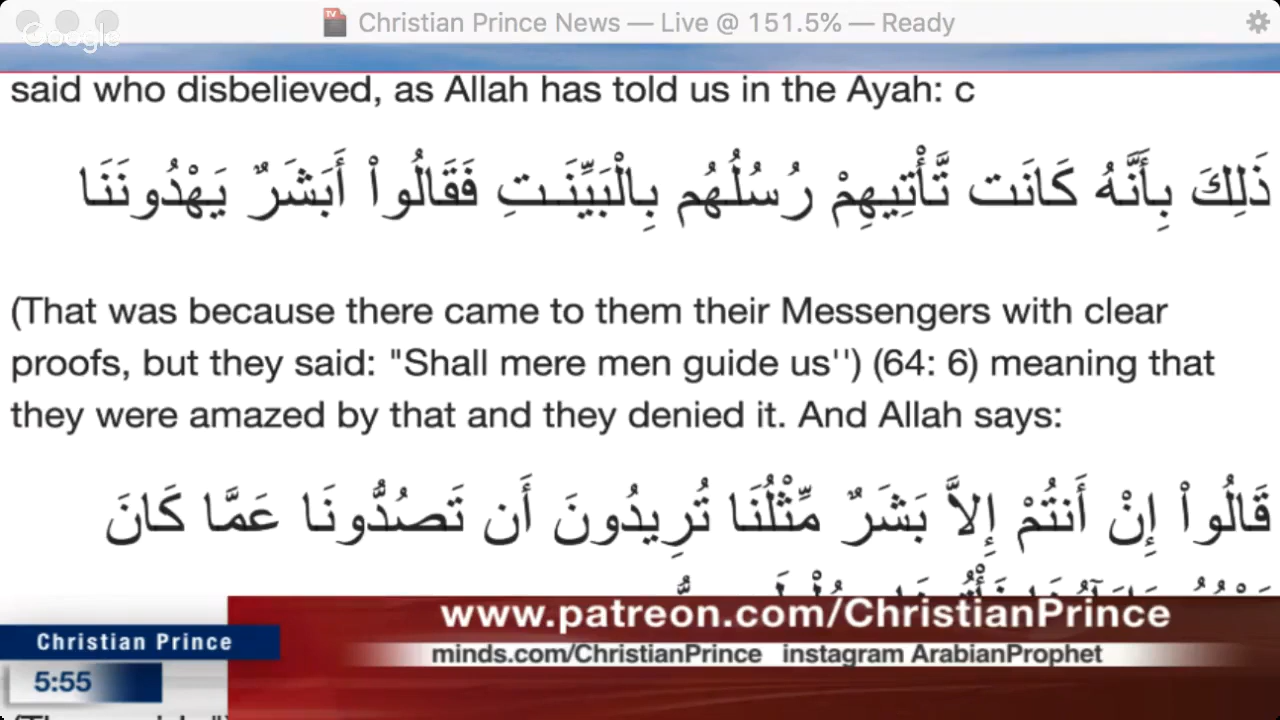 Christian Prince News — Live @ 151.5% — Ready
Google
said who disbelieved, as Allah has told us in the Ayah: c
ذَلِكَ بِأَنَّهُ كَانَت تَّأْتِيهِمْ رُسُلُهُم بِالْبَيِّنَـتِ فَقَالُواْ أَبَشَرٌ يَهْدُونَنَا
(That was because there came to them their Messengers with clear
proofs, but they said: "Shall mere men guide us'') (64: 6) meaning that
they were amazed by that and they denied it. And Allah says:
قَالُواْ إِنْ أَنتُمْ إِلاَّ بَشَرٌ مِّثْلُنَا تُرِيدُونَ أَن تَصُدُّونَا عَمَّا كَانَ
www.patreon.com/ChristianPrince
Christian Prince
minds.com/ChristianPrince instagram ArabianProphet
5:55